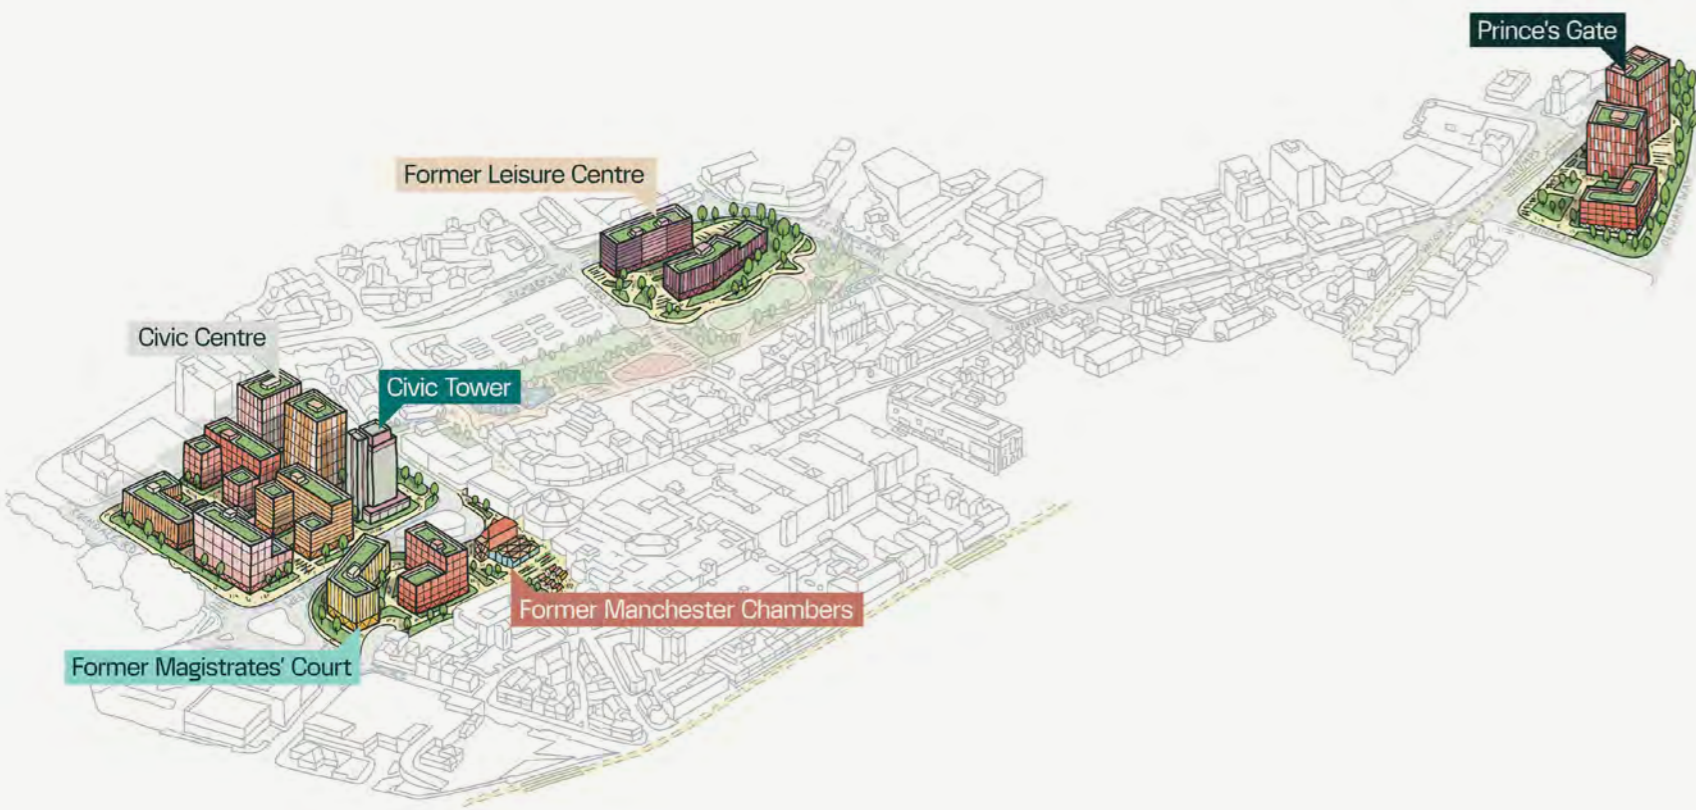 Prince's Gate
Former Leisure Centre
Civic Centre
Civic Tower
Former Manchester Chambers
Former Magistrates' Court